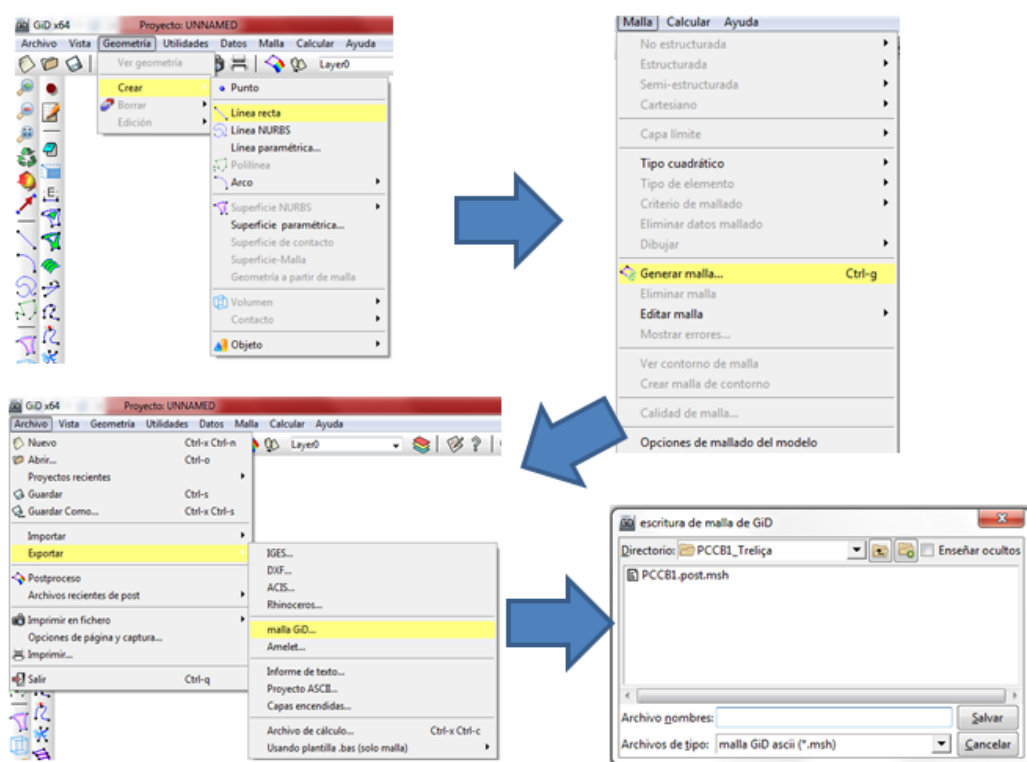 GiD x64 Proyecto: UNNAMED
Archivo Vista Geometría Utilidades Datos Malla Calcular Ayuda
Ver geometría
Layer0
Crear
Borrar
Edición
Punto
Línea recta
Línea NURBS
Línea paramétrica...
Polilínea
Arco
Superficie NURBS
Superficie paramétrica...
Superficie de contacto
Superficie-Malla
Geometría a partir de malla
Volumen
Contacto
Objeto
:E:
Malla Calcular Ayuda
No estructurada
Estructurada
Semi-estructurada
Cartesiano
Capa límite
Tipo cuadrático
Tipo de elemento
Criterio de mallado
Eliminar datos mallado
Dibujar
Generar malla... Ctrl-g
Eliminar malla
Editar malla
Mostrar errores...
Ver contorno de malla
Crear malla de contorno
Calidad de malla...
Opciones de mallado del modelo
GiD x64 Proyecto: UNNAMED
Archivo Vista Geometría Utilidades Datos Malla Calcular Ayuda
Layer0
Nuevo Ctrl-x Ctrl-n
Abrir... Ctrl-o
Proyectos recientes
Guardar Ctrl-s
Guardar Como... Ctrl-x Ctrl-s
Importar
Exportar
Postproceso
Archivos recientes de post
Imprimir en fichero
Opciones de página y captura...
Imprimir...
Salir Ctrl-q
IGES...
DXF...
ACIS...
Rhinoceros...
malla GiD...
Amelet...
Informe de texto...
Proyecto ASCII...
Capas encendidas...
Archivo de cálculo... Ctrl-x Ctrl-c
Usando plantilla .bas (solo malla)
escritura de malla de GiD
Directorio: PCCB1_Treliça Enseñar ocultos
PCCB1.post.msh
Archivo nombres: Salvar
Archivos de tipo: malla GiD ascii (*.msh) Cancelar